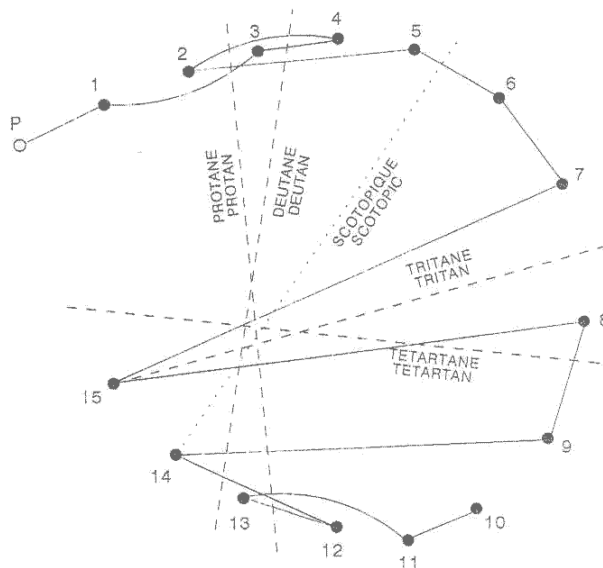 4
3
5
2
1
6
P
7
PROTANE
PROTAN
DEUTANE
DEUTAN
SCOTOPIQUE
SCOTOPIC
TRITANE
TRITAN
8
TETARTANE
TETARTAN
15
9
14
13
12
11
10